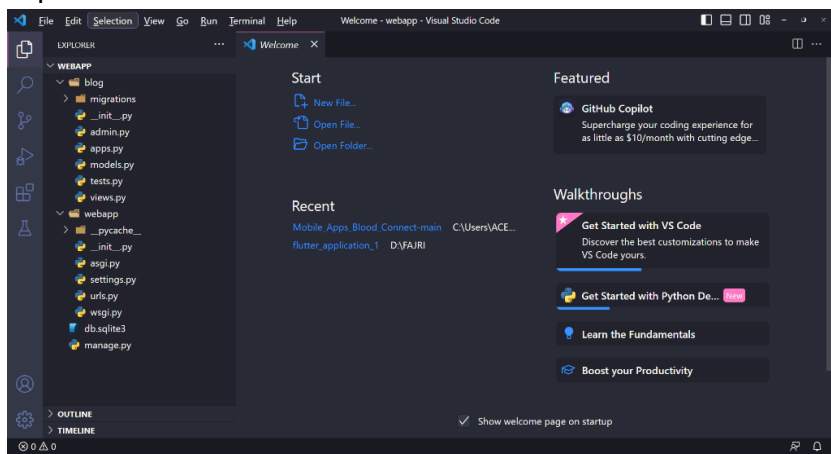 File Edit Selection View Go Run Terminal Help Welcome - webapp - Visual Studio Code
EXPLORER
Welcome
WEBAPP
blog
migrations
__init__.py
admin.py
apps.py
models.py
tests.py
views.py
webapp
__pycache__
__init__.py
asgi.py
settings.py
urls.py
wsgi.py
db.sqlite3
manage.py
OUTLINE
TIMELINE
Start
New File...
Open File...
Open Folder...
Recent
Mobile_Apps_Blood_Connect-main C:\Users\ACE...
flutter_application_1 D:\FAJRI
Featured
GitHub Copilot
Supercharge your coding experience for
as little as $10/month with cutting edge...
Walkthroughs
Get Started with VS Code
Discover the best customizations to make
VS Code yours.
Get Started with Python De... New
Learn the Fundamentals
Boost your Productivity
Show welcome page on startup
0 0